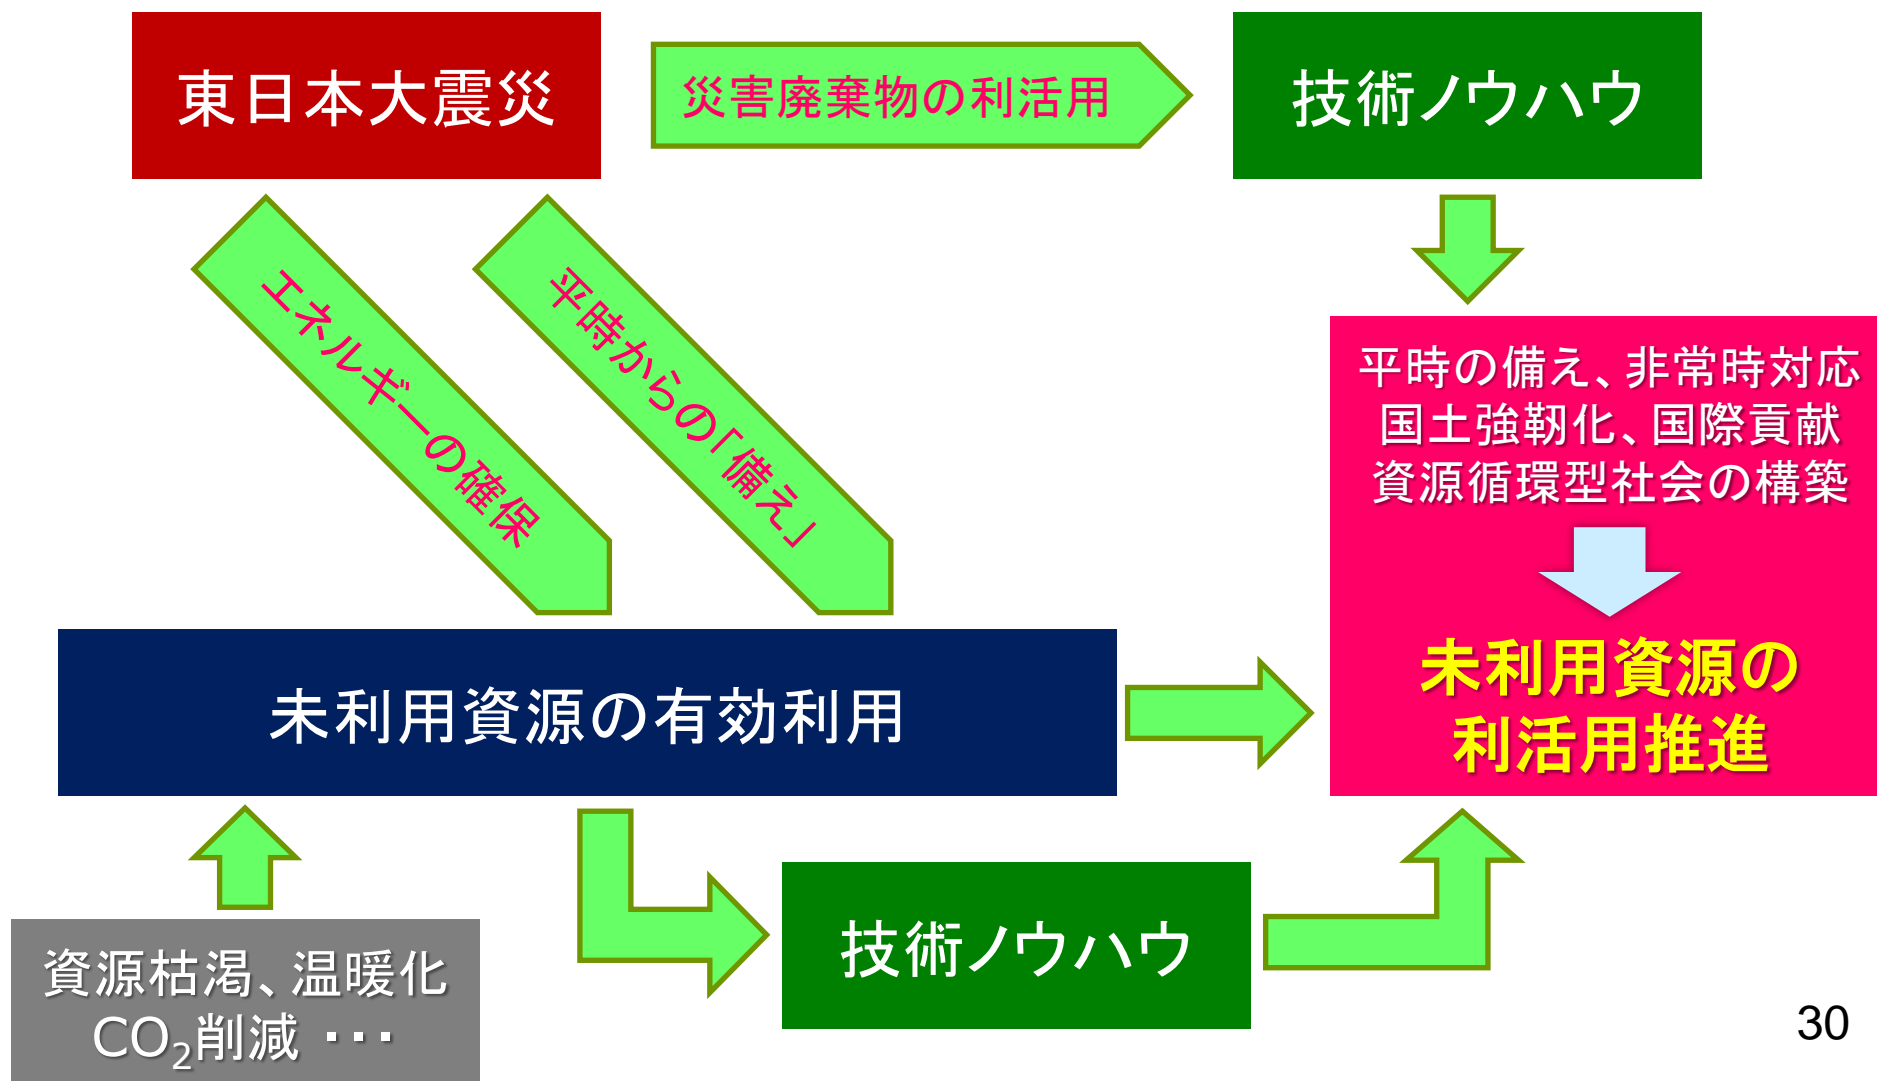 東日本大震災
災害廃棄物の利活用
技術ノウハウ
エネルギーの確保
平時からの「備え」
平時の備え、非常時対応
国土強靭化、国際貢献
資源循環型社会の構築
未利用資源の
利活用推進
未利用資源の有効利用
技術ノウハウ
資源枯渇、温暖化
CO₂削減 ・・・
30